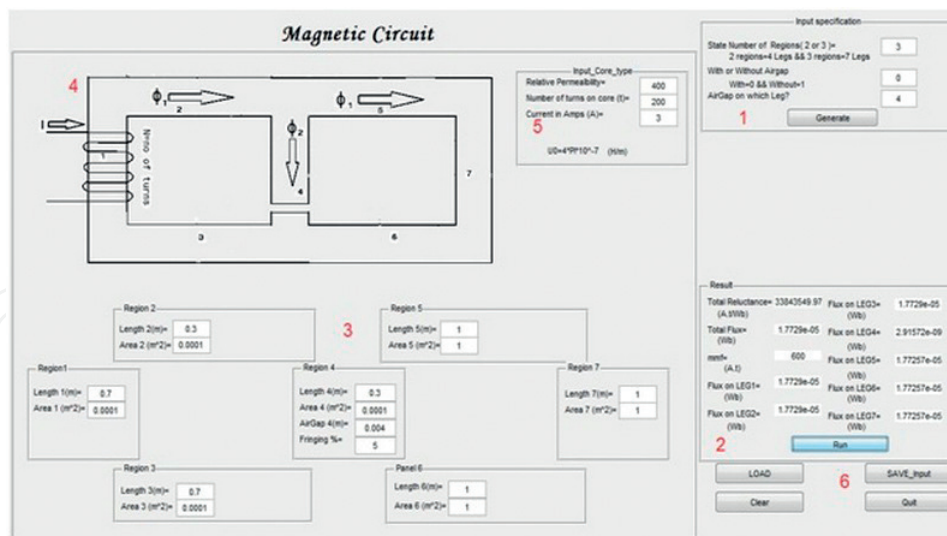 Magnetic Circuit
4
Φ1
2
Φ1
5
I
1
N=no of turns
Φ2
4
7
3
6
Input_Core_type
Relative Permeability= 400
Number of turns on core (t)= 200
Current in Amps (A)= 3
5
U0=4*PI*10^-7 (H/m)
Input specification
State Number of Regions( 2 or 3 )= 3
2 regions=4 Legs && 3 regions=7 Legs
With or Without Airgap 0
With=0 && Without=1
AirGap on which Leg? 4
1
Generate
Region 2
Length 2(m)= 0.3
Area 2 (m^2)= 0.0001
3
Region 5
Length 5(m)= 1
Area 5 (m^2)= 1
Region1
Length 1(m)= 0.7
Area 1 (m^2)= 0.0001
Region 4
Length 4(m)= 0.3
Area 4 (m^2)= 0.0001
AirGap 4(m)= 0.004
Fringing %= 5
Region 7
Length 7(m)= 1
Area 7 (m^2)= 1
Region 3
Length 3(m)= 0.7
Area 3 (m^2)= 0.0001
Panel 6
Length 6(m)= 1
Area 6 (m^2)= 1
Result
Total Reluctance= 33843549.97 Flux on LEG3= 1.7729e-05
(A.t/Wb) (Wb)
Total Flux= 1.7729e-05 Flux on LEG4= 2.91572e-09
(Wb) (Wb)
mmf= 600 Flux on LEG5= 1.77257e-05
(A.t) (Wb)
Flux on LEG1= 1.7729e-05 Flux on LEG6= 1.77257e-05
(Wb) (Wb)
Flux on LEG2= 1.7729e-05 Flux on LEG7= 1.77257e-05
(Wb) (Wb)
2
Run
LOAD
6
SAVE_Input
Clear
Quit